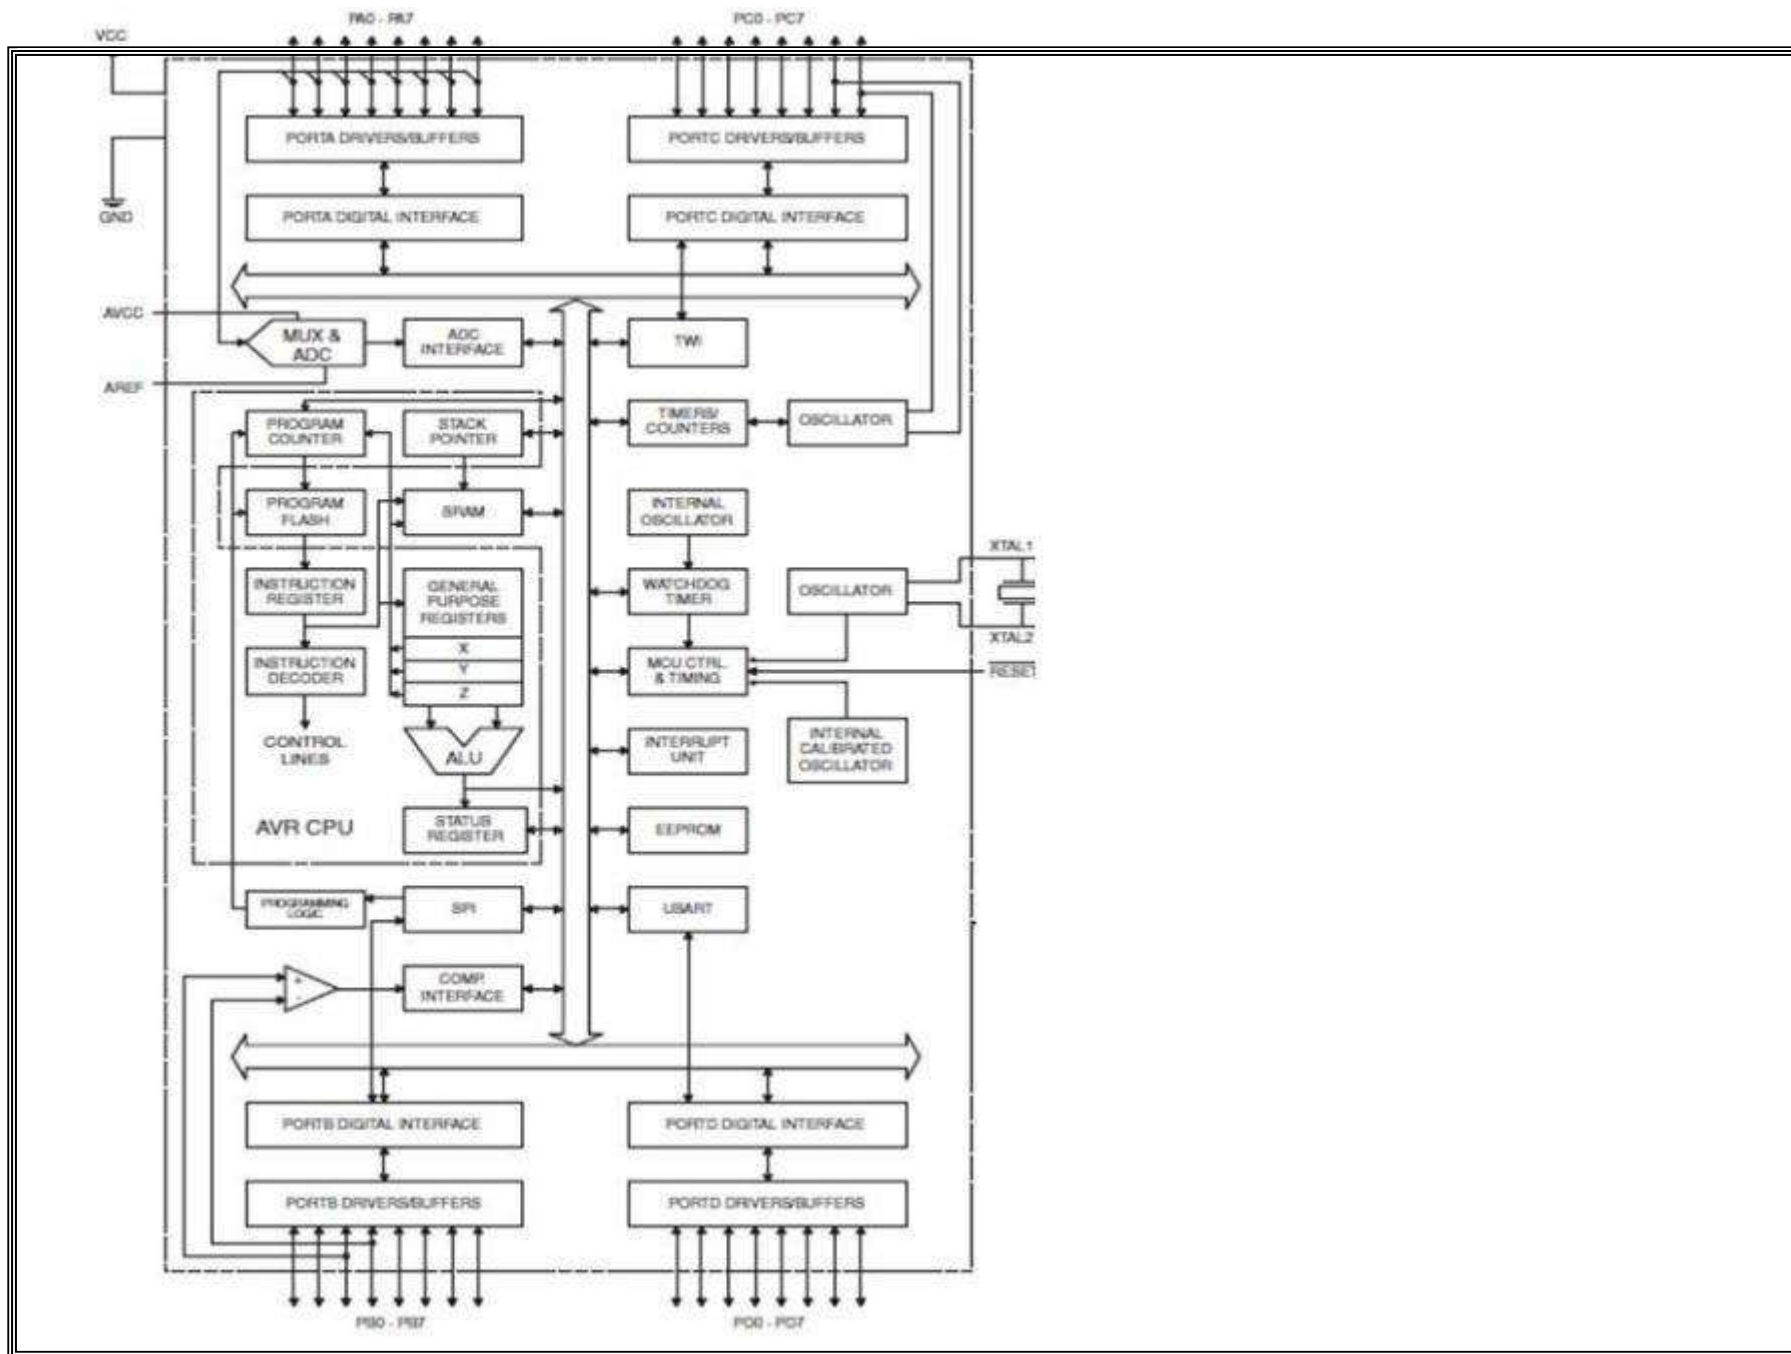 PA0 - PA7
PC0 - PC7
VCC
PORTA DRIVERS/BUFFERS
PORTC DRIVERS/BUFFERS
GND
PORTA DIGITAL INTERFACE
PORTC DIGITAL INTERFACE
AVCC
MUX &
ADC
ADC
INTERFACE
TWI
AREF
PROGRAM
COUNTER
STACK
POINTER
TIMERS/
COUNTERS
OSCILLATOR
PROGRAM
FLASH
SRAM
INTERNAL
OSCILLATOR
XTAL1
INSTRUCTION
REGISTER
GENERAL
PURPOSE
REGISTERS
WATCHDOG
TIMER
OSCILLATOR
XTAL2
X
Y
Z
INSTRUCTION
DECODER
MCU CTRL.
& TIMING
RESET
CONTROL
LINES
ALU
INTERRUPT
UNIT
INTERNAL
CALIBRATED
OSCILLATOR
AVR CPU
STATUS
REGISTER
EEPROM
PROGRAMMING
LOGIC
SPI
USART
+
-
COMP.
INTERFACE
PORTB DIGITAL INTERFACE
PORTD DIGITAL INTERFACE
PORTB DRIVERS/BUFFERS
PORTD DRIVERS/BUFFERS
PB0 - PB7
PD0 - PD7